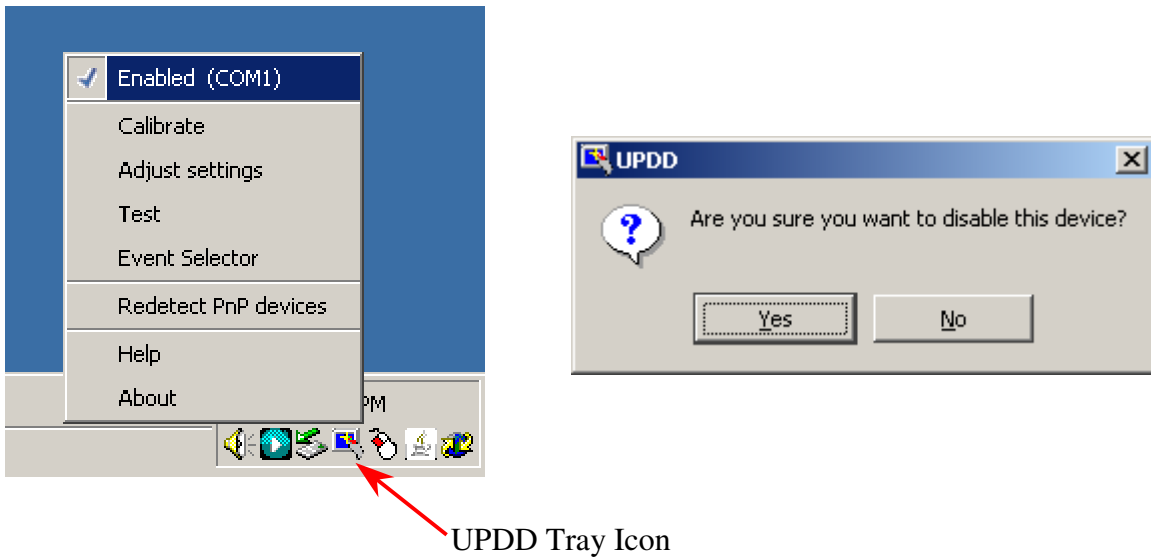 Enabled (COM1)
Calibrate
Adjust settings
Test
Event Selector
Redetect PnP devices
Help
About
PM
UPDD
Are you sure you want to disable this device?
Yes
No
UPDD Tray Icon